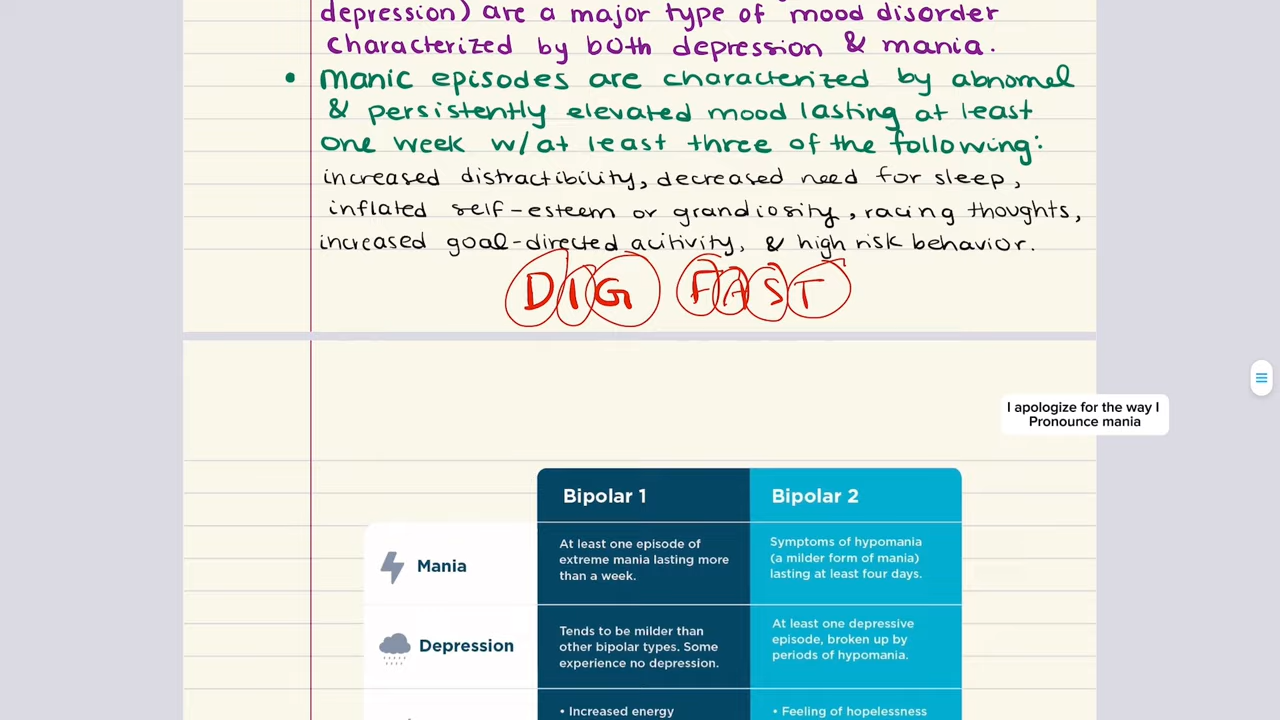 depression) are a major type of mood disorder
characterized by both depression & mania.
• Manic episodes are characterized by abnomel
& persistently elevated mood lasting at least
one week w/at least three of the following:
increased distractibility, decreased need for sleep,
inflated self-esteem or grandiosity, racing thoughts,
increased goal-directed acitivity, & high risk behavior.
DIG FAST
I apologize for the way I
Pronounce mania
Bipolar 1
Bipolar 2
Mania
At least one episode of
extreme mania lasting more
than a week.
Symptoms of hypomania
(a milder form of mania)
lasting at least four days.
Depression
Tends to be milder than
other bipolar types. Some
experience no depression.
At least one depressive
episode, broken up by
periods of hypomania.
• Increased energy
• Feeling of hopelessness